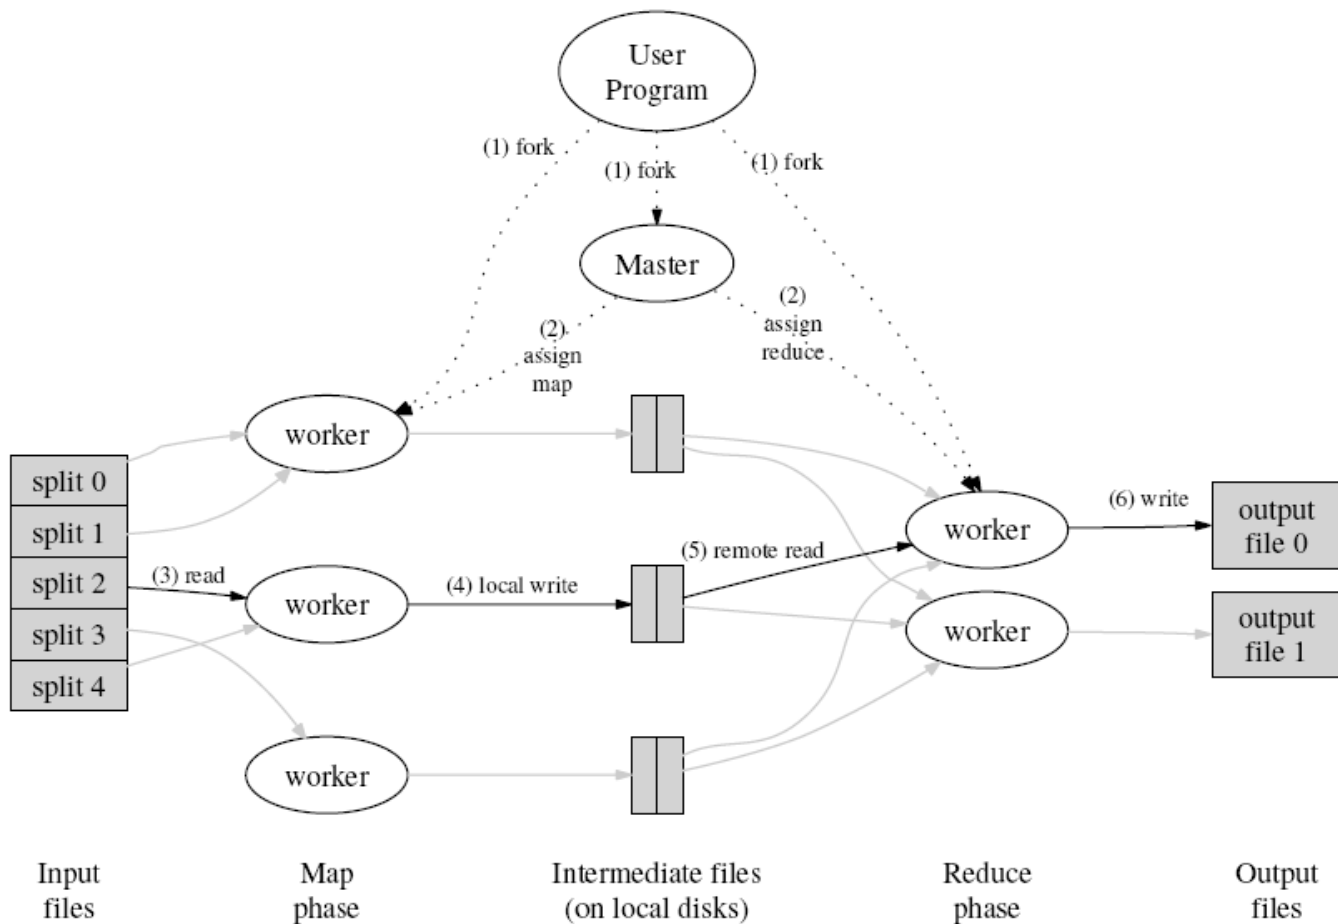 User
Program
(1) fork
(1) fork
(1) fork
Master
(2)
assign
map
(2)
assign
reduce
worker
split 0
split 1
split 2
split 3
split 4
(3) read
worker
(4) local write
(5) remote read
worker
(6) write
output
file 0
worker
output
file 1
worker
Input
files
Map
phase
Intermediate files
(on local disks)
Reduce
phase
Output
files